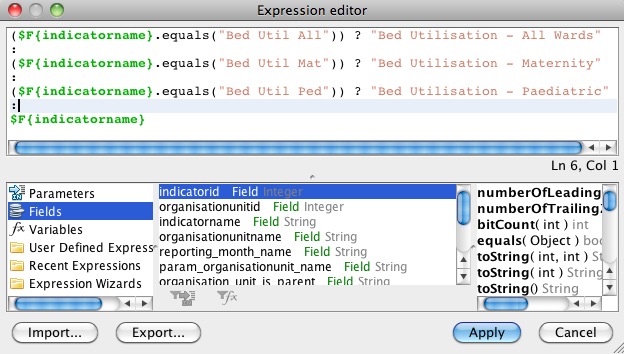 Expression editor
($F{indicatorname}.equals("Bed Util All")) ? "Bed Utilisation - All Wards"
:
($F{indicatorname}.equals("Bed Util Mat")) ? "Bed Utilisation - Maternity"
:
($F{indicatorname}.equals("Bed Util Ped")) ? "Bed Utilisation - Paediatric"
:
$F{indicatorname}
Ln 6, Col 1
Parameters
Fields
Variables
User Defined Express
Recent Expressions
Expression Wizards
indicatorid Field Integer
organisationunitid Field Integer
indicatorname Field String
organisationunitname Field String
reporting_month_name Field String
param_organisationunit_name Field String
organisation_unit_is_parent Field String
numberOfLeading
numberOfTrailing
bitCount( int ) int
equals( Object ) boo
toString( int, int ) St
toString( int ) String
toString() String
Import... Export... Apply Cancel